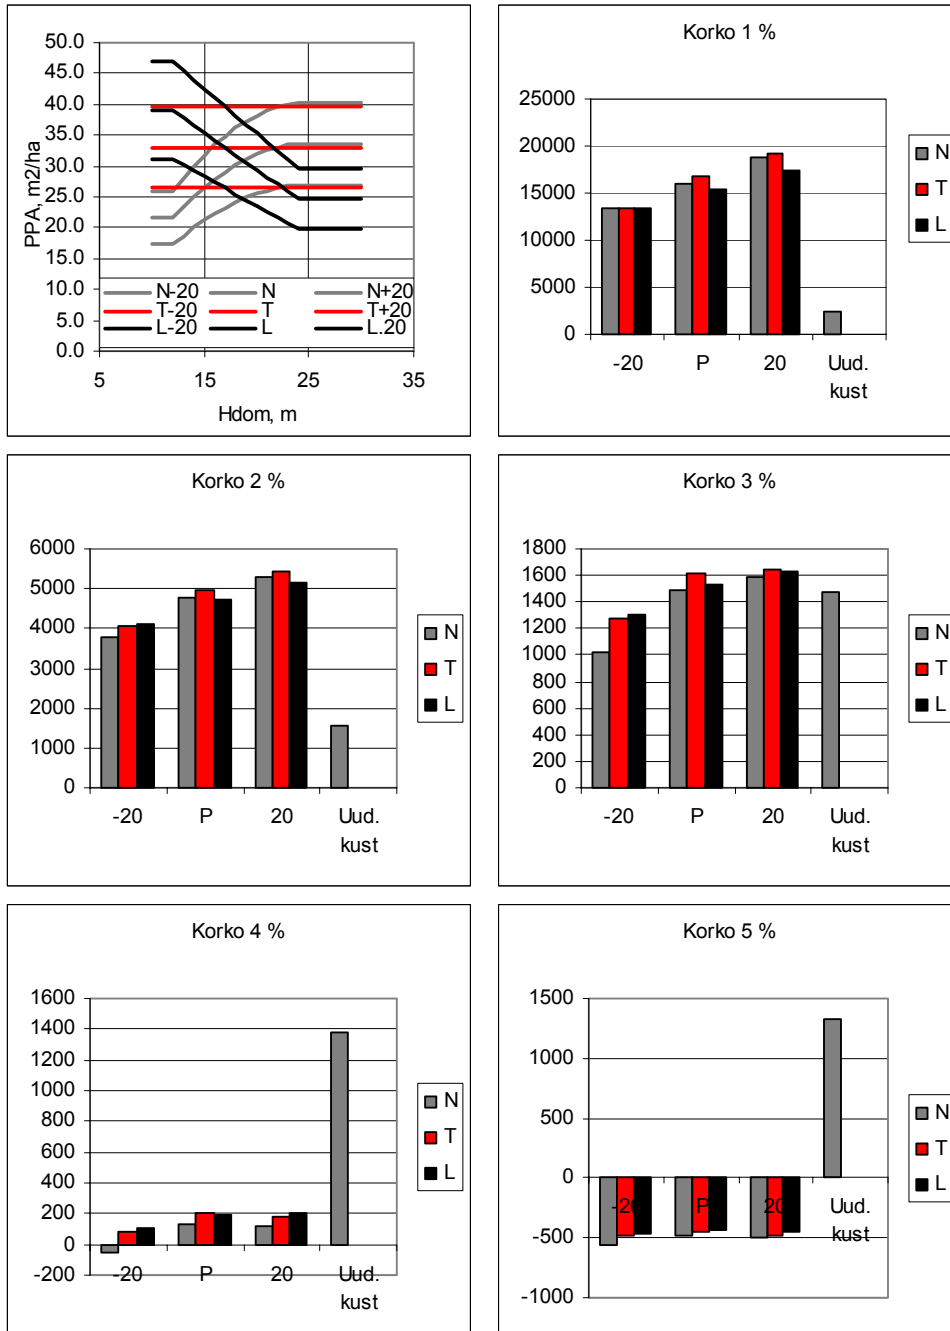 50.0
45.0
40.0
35.0
30.0
25.0
20.0
15.0
10.0
5.0
0.0
PPA, m2/ha
N-20 N N+20
T-20 T T+20
L-20 L L.20
5 15 25 35
Hdom, m
Korko 1 %
25000
20000
15000
10000
5000
0
-20 P 20 Uud.
kust
N
T
L
Korko 2 %
6000
5000
4000
3000
2000
1000
0
-20 P 20 Uud.
kust
N
T
L
Korko 3 %
1800
1600
1400
1200
1000
800
600
400
200
0
-20 P 20 Uud.
kust
N
T
L
Korko 4 %
1600
1400
1200
1000
800
600
400
200
0
-200
-20 P 20 Uud.
kust
N
T
L
Korko 5 %
1500
1000
500
0
-500
-1000
-20 P 20 Uud.
kust
N
T
L